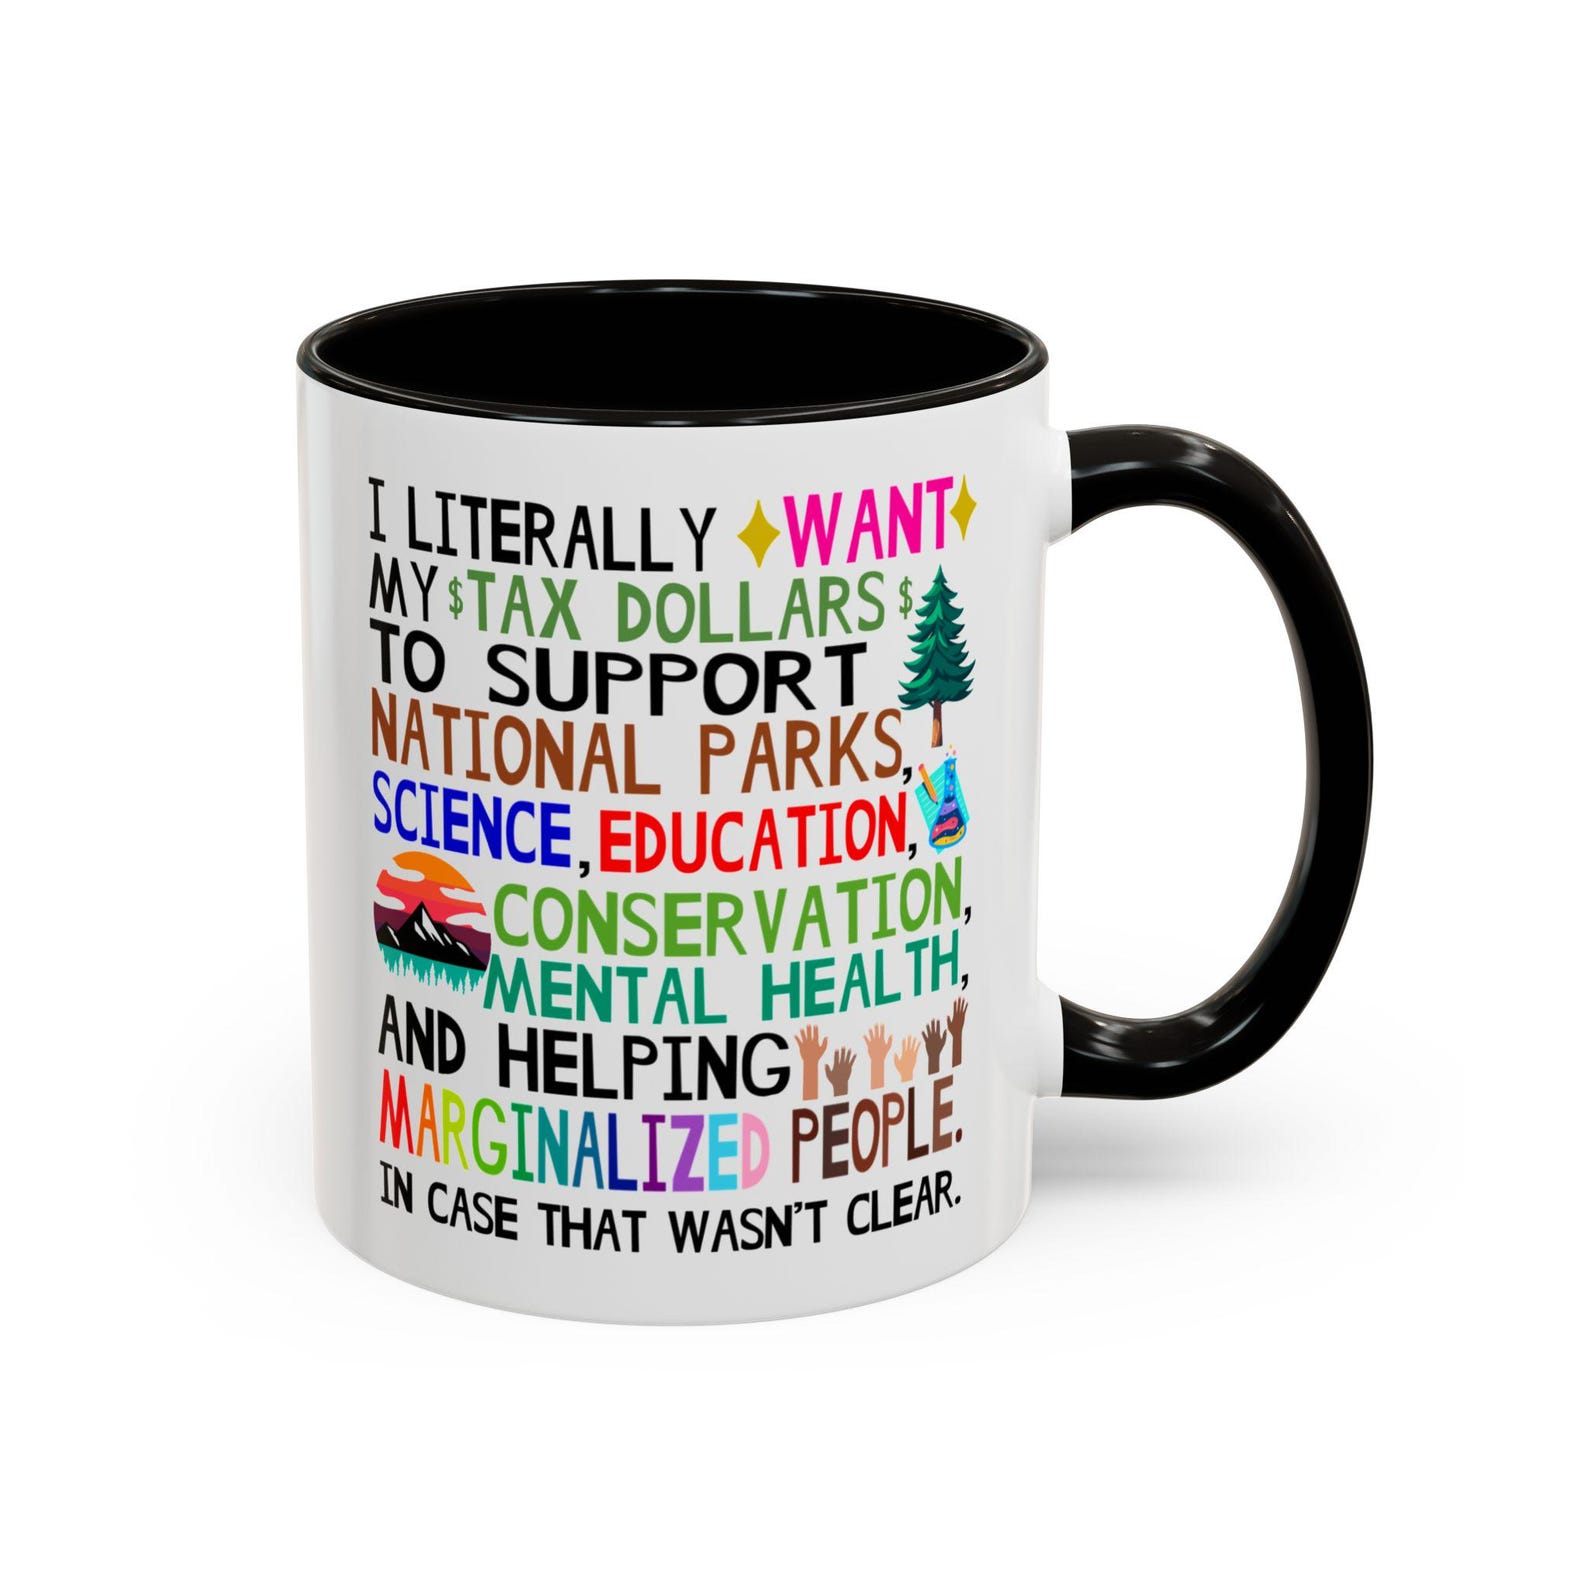 I LITERALLY WANT
MY $TAX DOLLARS$
TO SUPPORT
NATIONAL PARKS,
SCIENCE, EDUCATION,
CONSERVATION,
MENTAL HEALTH,
AND HELPING
MARGINALIZED PEOPLE.
IN CASE THAT WASN'T CLEAR.